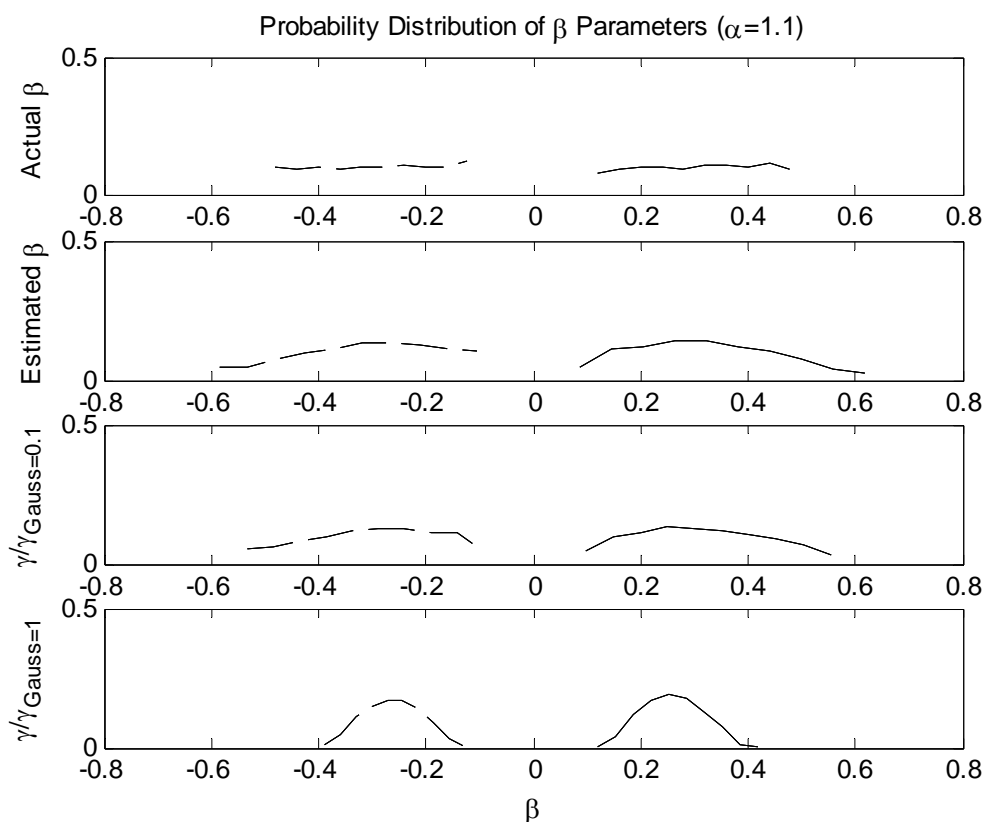 Probability Distribution of β Parameters (α=1.1)
Actual β
0.5
0
-0.8 -0.6 -0.4 -0.2 0 0.2 0.4 0.6 0.8
Estimated β
0.5
0
-0.8 -0.6 -0.4 -0.2 0 0.2 0.4 0.6 0.8
γ/γGauss=0.1
0.5
0
-0.8 -0.6 -0.4 -0.2 0 0.2 0.4 0.6 0.8
γ/γGauss=1
0.5
0
-0.8 -0.6 -0.4 -0.2 0 0.2 0.4 0.6 0.8
β